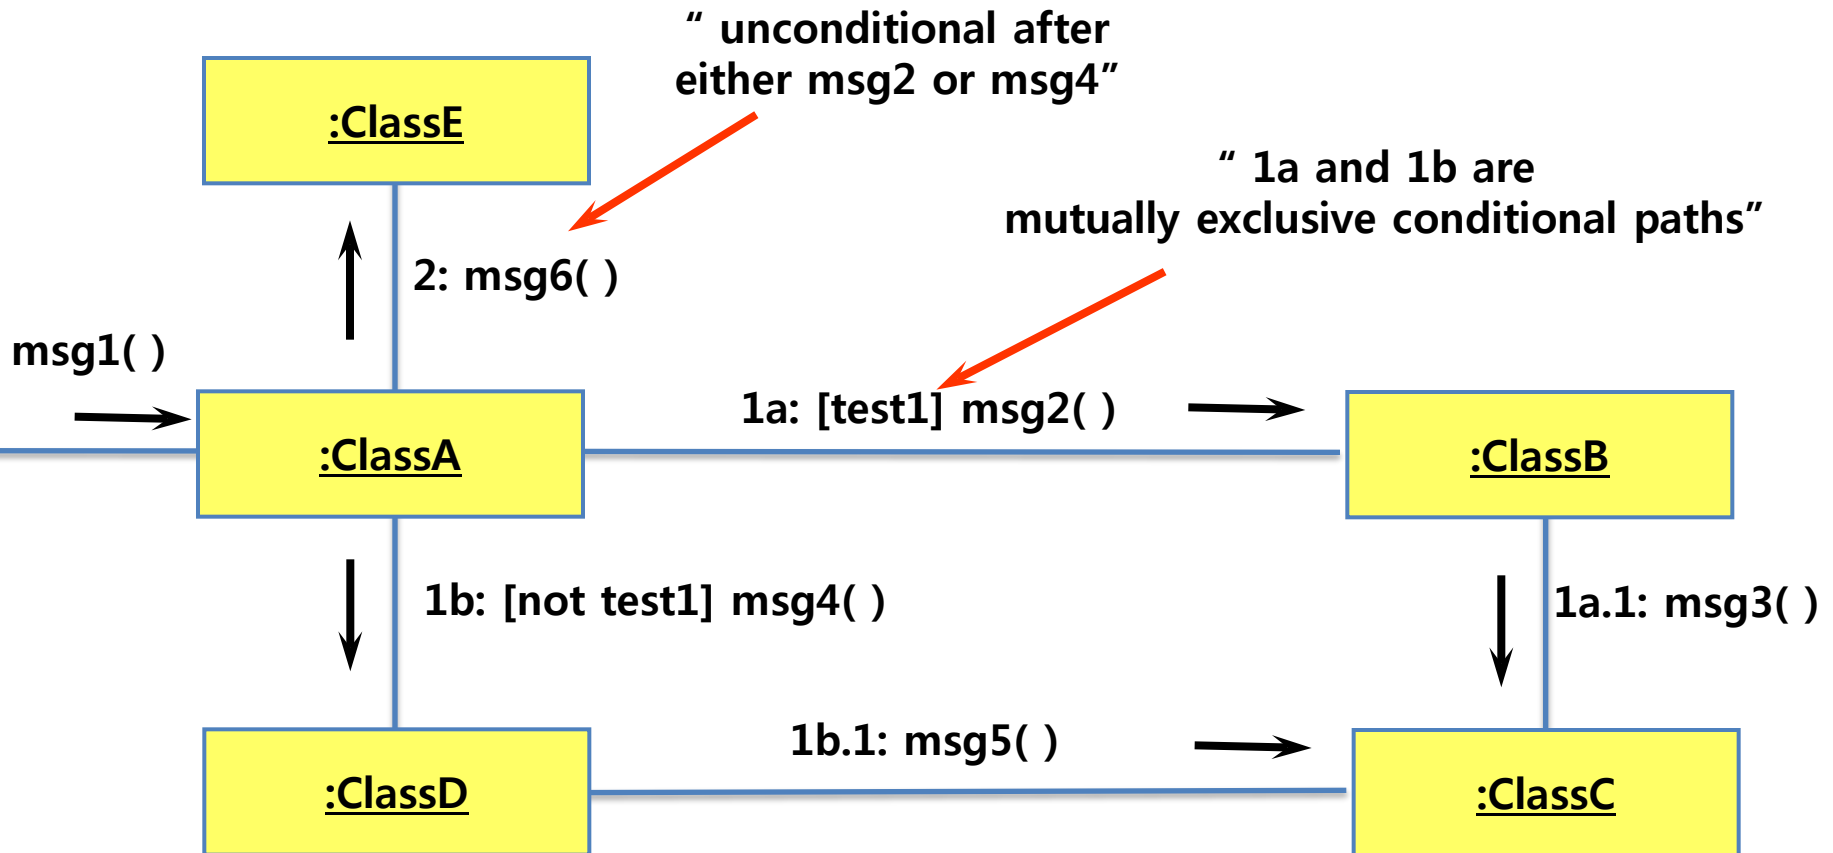 “ unconditional after
either msg2 or msg4”
:ClassE
“ 1a and 1b are
mutually exclusive conditional paths”
2: msg6( )
msg1( )
1a: [test1] msg2( )
:ClassA
:ClassB
1b: [not test1] msg4( )
1a.1: msg3( )
1b.1: msg5( )
:ClassD
:ClassC